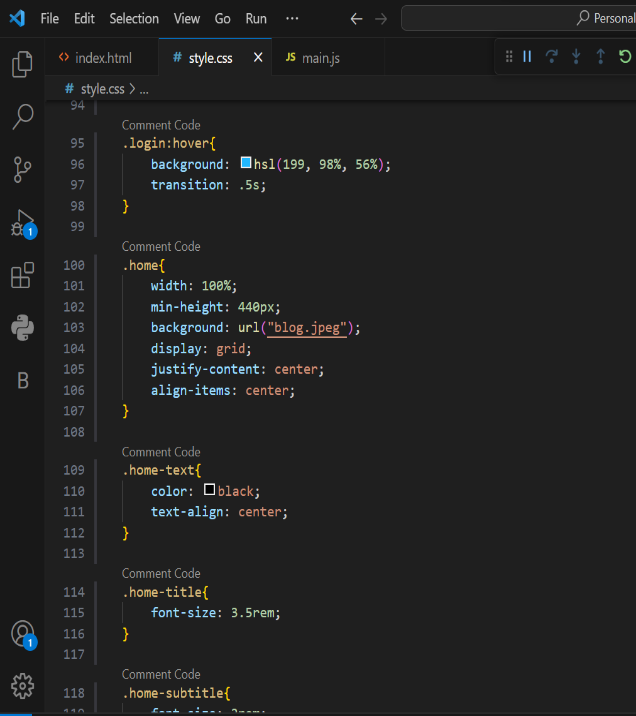 File Edit Selection View Go Run ··· Personal
index.html # style.css × JS main.js
# style.css > ...
94
Comment Code
95 .login:hover{
96 background: hsl(199, 98%, 56%);
97 transition: .5s;
98 }
99
Comment Code
100 .home{
101 width: 100%;
102 min-height: 440px;
103 background: url("blog.jpeg");
104 display: grid;
105 justify-content: center;
106 align-items: center;
107 }
108
Comment Code
109 .home-text{
110 color: black;
111 text-align: center;
112 }
113
Comment Code
114 .home-title{
115 font-size: 3.5rem;
116 }
117
Comment Code
118 .home-subtitle{
119 font-size: 2rem;
1
B
1